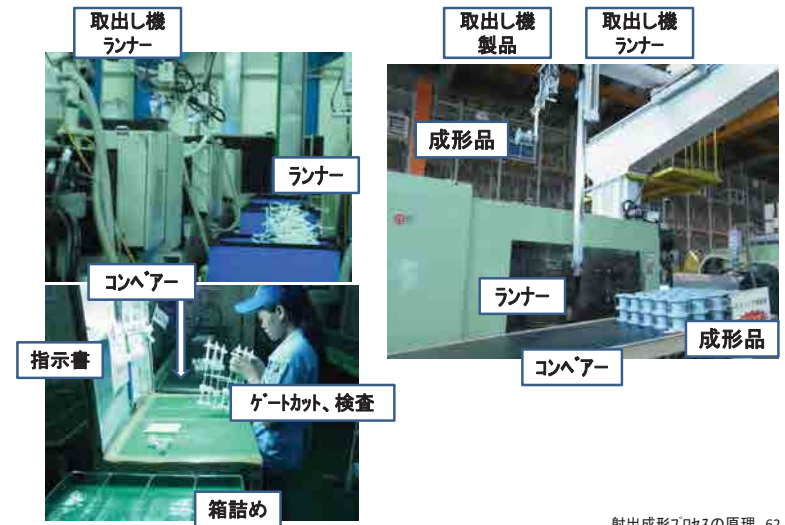 取出し機
ランナー
ランナー
コンベアー
指示書
ゲートカット、検査
箱詰め
取出し機
製品
取出し機
ランナー
成形品
ランナー
成形品
コンベアー
射出成形プロセスの原理 62